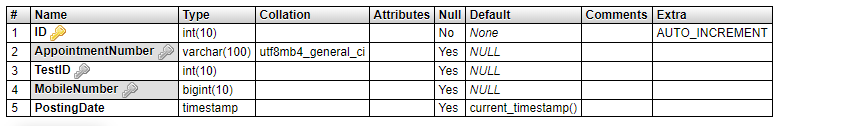 # Name Type Collation Attributes Null Default Comments Extra
1 ID int(10) No None AUTO_INCREMENT
2 AppointmentNumber varchar(100) utf8mb4_general_ci Yes NULL
3 TestID int(10) Yes NULL
4 MobileNumber bigint(10) Yes NULL
5 PostingDate timestamp Yes current_timestamp()